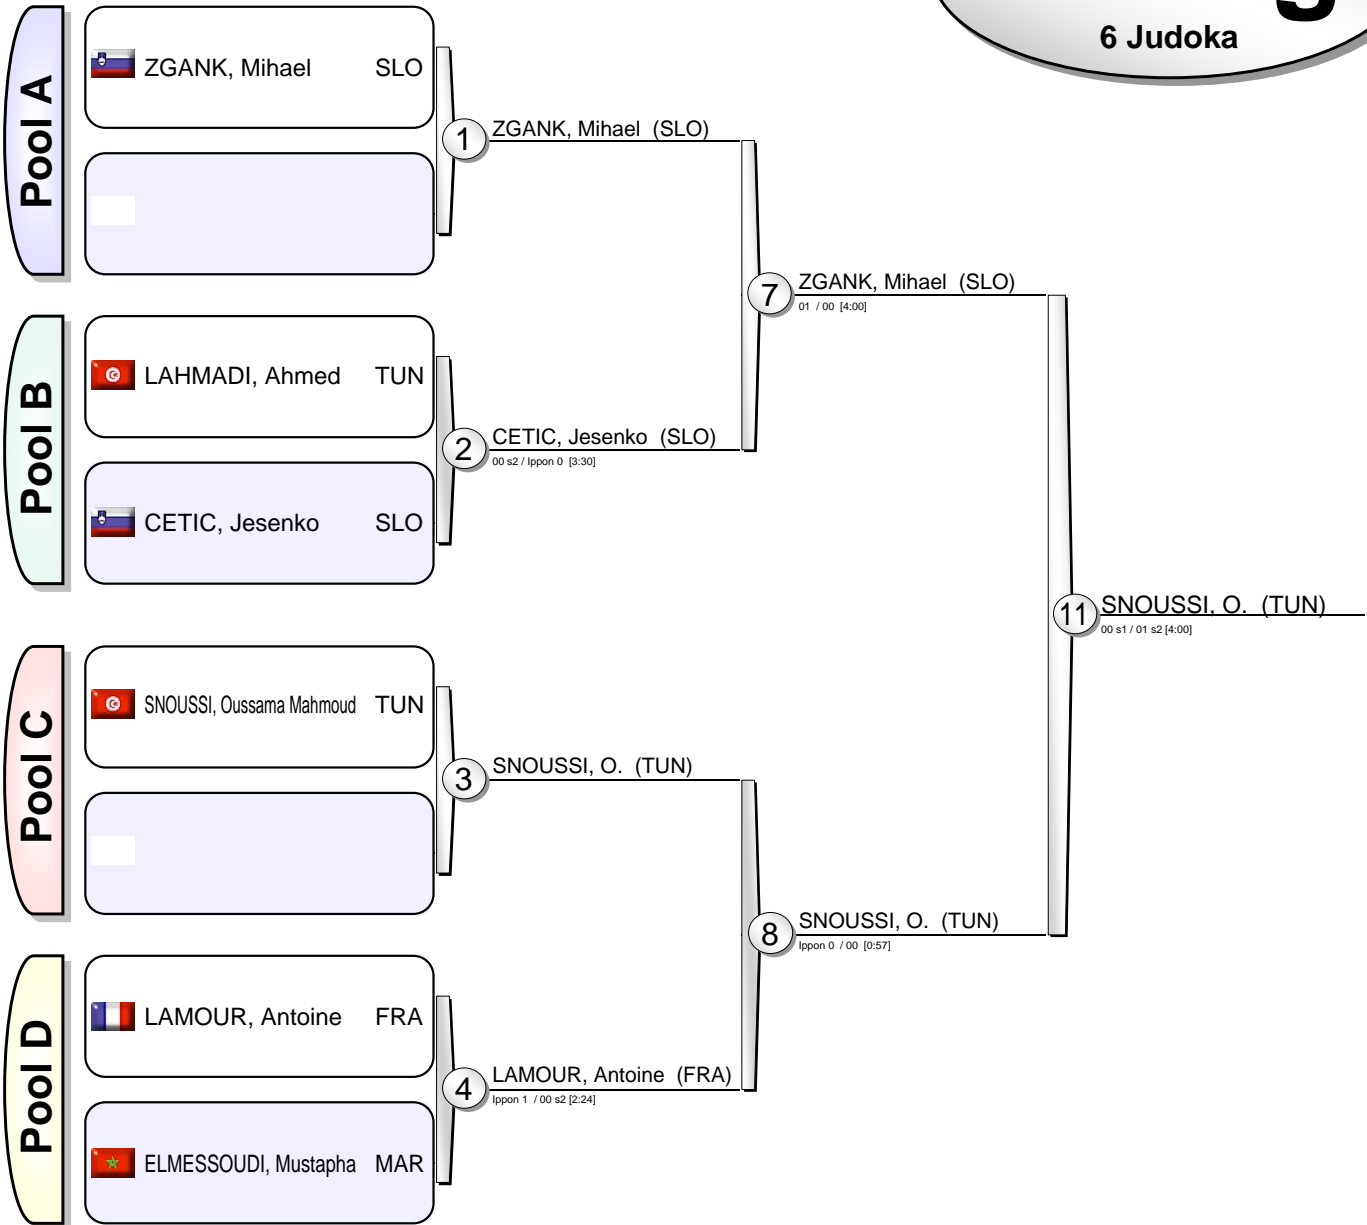 6 Judoka
Pool A
ZGANK, Mihael SLO
1
ZGANK, Mihael (SLO)
7
ZGANK, Mihael (SLO)
01 / 00 [4:00]
Pool B
LAHMADI, Ahmed TUN
2
CETIC, Jesenko (SLO)
00 s2 / Ippon 0 [3:30]
CETIC, Jesenko SLO
11
SNOUSSI, O. (TUN)
00 s1 / 01 s2 [4:00]
Pool C
SNOUSSI, Oussama Mahmoud TUN
3
SNOUSSI, O. (TUN)
8
SNOUSSI, O. (TUN)
Ippon 0 / 00 [0:57]
Pool D
LAMOUR, Antoine FRA
4
LAMOUR, Antoine (FRA)
Ippon 1 / 00 s2 [2:24]
ELMESSOUDI, Mustapha MAR